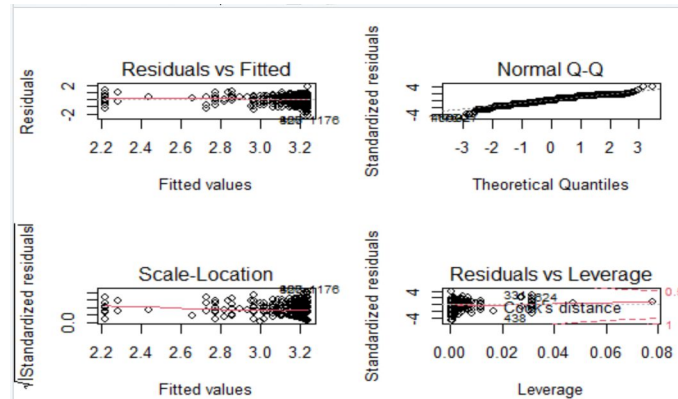 Residuals vs Fitted
Residuals
2
-2
1176
2.2 2.4 2.6 2.8 3.0 3.2
Fitted values
Normal Q-Q
Standardized residuals
4
-4
-3 -2 -1 0 1 2 3
Theoretical Quantiles
Scale-Location
√|Standardized residuals|
0.0
1176
2.2 2.4 2.6 2.8 3.0 3.2
Fitted values
Residuals vs Leverage
Standardized residuals
4
-4
Cook's distance
438
1
0.00 0.02 0.04 0.06 0.08
Leverage